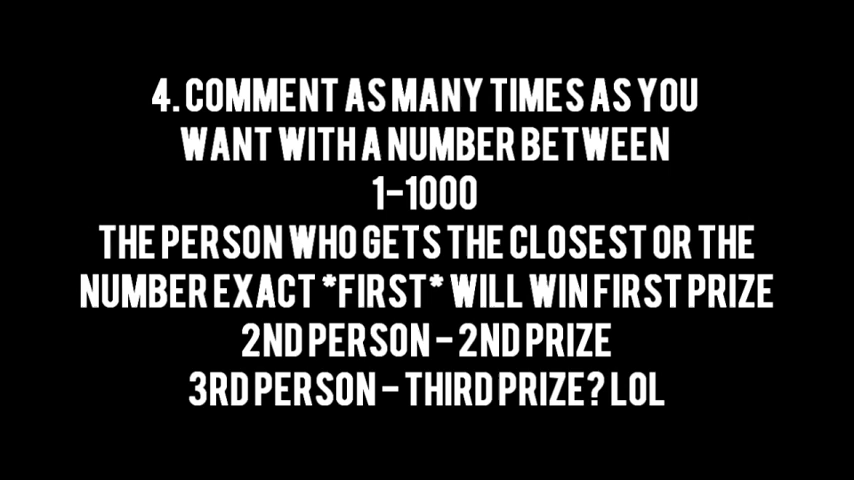 4. COMMENT AS MANY TIMES AS YOU
WANT WITH A NUMBER BETWEEN
1-1000
THE PERSON WHO GETS THE CLOSEST OR THE
NUMBER EXACT *FIRST* WILL WIN FIRST PRIZE
2ND PERSON - 2ND PRIZE
3RD PERSON - THIRD PRIZE? LOL